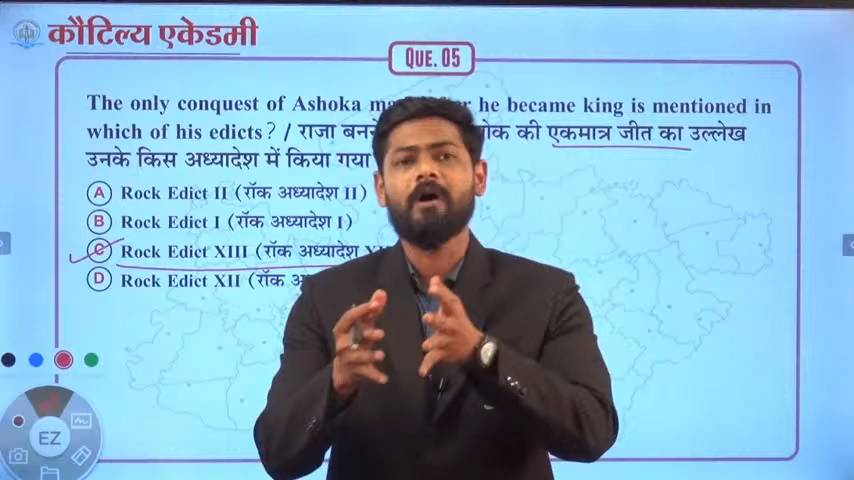 कौटिल्य एकेडमी
QUE. 05
The only conquest of Ashoka he became king is mentioned in
which of his edicts? / राजा की एकमात्र जीत का उल्लेख
उनके किस अध्यादेश में किया गया
A Rock Edict II (रॉक अध्यादेश II)
B Rock Edict I (रॉक अध्यादेश I)
C Rock Edict XIII (रॉक अध्यादेश
D Rock Edict XII (रॉक
EZ